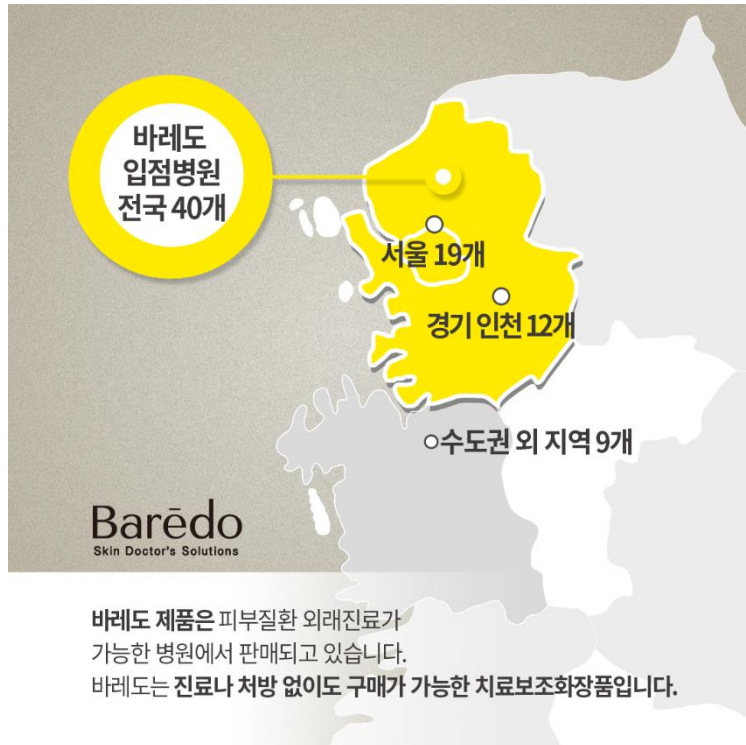 바레도
입점병원
전국 40개
서울 19개
경기 인천 12개
수도권 외 지역 9개
Barēdo
Skin Doctor's Solutions
바레도 제품은 피부질환 외래진료가
가능한 병원에서 판매되고 있습니다.
바레도는 진료나 처방 없이도 구매가 가능한 치료보조화장품입니다.